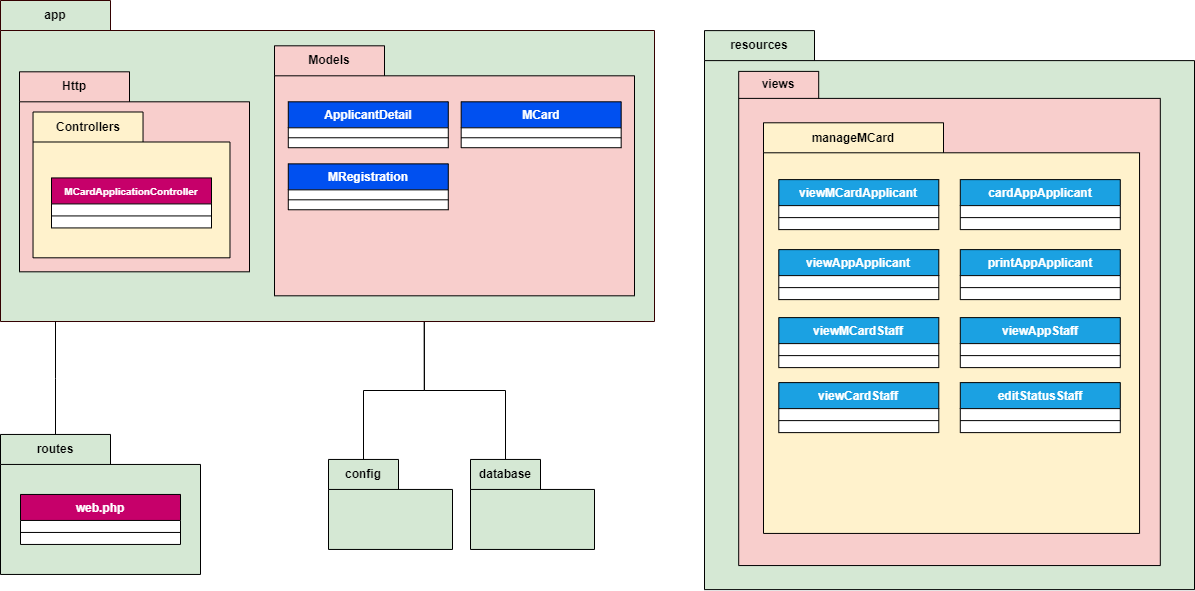 app
Http
Controllers
MCardApplicationController
Models
ApplicantDetail
MCard
MRegistration
routes
web.php
config
database
resources
views
manageMCard
viewMCardApplicant
cardAppApplicant
viewAppApplicant
printAppApplicant
viewMCardStaff
viewAppStaff
viewCardStaff
editStatusStaff